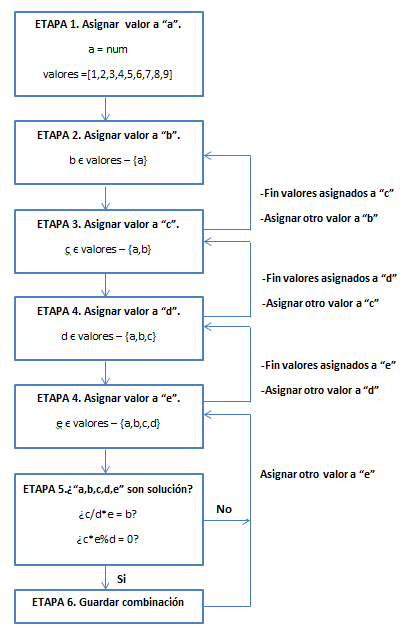 ETAPA 1. Asignar valor a “a”.
a = num
valores =[1,2,3,4,5,6,7,8,9]
ETAPA 2. Asignar valor a “b”.
b є valores – {a}
-Fin valores asignados a “c”
-Asignar otro valor a “b”
ETAPA 3. Asignar valor a “c”.
c є valores – {a,b}
-Fin valores asignados a “d”
-Asignar otro valor a “c”
ETAPA 4. Asignar valor a “d”.
d є valores – {a,b,c}
-Fin valores asignados a “e”
-Asignar otro valor a “d”
ETAPA 4. Asignar valor a “e”.
e є valores – {a,b,c,d}
Asignar otro valor a “e”
ETAPA 5.¿“a,b,c,d,e” son solución?
¿c/d*e = b?
¿c*e%d = 0?
No
Si
ETAPA 6. Guardar combinación